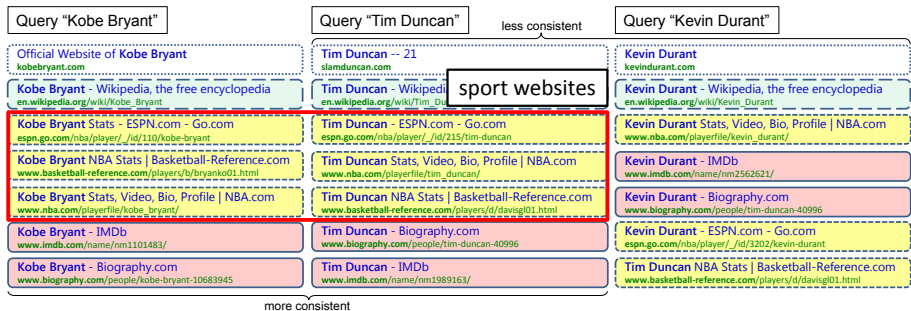 Query “Kobe Bryant”
Official Website of Kobe Bryant
kobebryant.com
Kobe Bryant - Wikipedia, the free encyclopedia
en.wikipedia.org/wiki/Kobe_Bryant
Kobe Bryant Stats - ESPN.com - Go.com
espn.go.com/nba/player/_/id/110/kobe-bryant
Kobe Bryant NBA Stats | Basketball-Reference.com
www.basketball-reference.com/players/b/bryanko01.html
Kobe Bryant Stats, Video, Bio, Profile | NBA.com
www.nba.com/playerfile/kobe_bryant/
Kobe Bryant - IMDb
www.imdb.com/name/nm1101483/
Kobe Bryant - Biography.com
www.biography.com/people/kobe-bryant-10683945
more consistent
Query “Tim Duncan”
less consistent
Tim Duncan -- 21
slamduncan.com
Tim Duncan - Wikipedi
en.wikipedia.org/wiki/Tim_Du
sport websites
Tim Duncan - ESPN.com - Go.com
espn.go.com/nba/player/_/id/215/tim-duncan
Tim Duncan Stats, Video, Bio, Profile | NBA.com
www.nba.com/playerfile/tim_duncan/
Tim Duncan NBA Stats | Basketball-Reference.com
www.basketball-reference.com/players/d/davisgl01.html
Tim Duncan - Biography.com
www.biography.com/people/tim-duncan-40996
Tim Duncan - IMDb
www.imdb.com/name/nm1989163/
Query “Kevin Durant”
Kevin Durant
kevindurant.com
Kevin Durant - Wikipedia, the free encyclopedia
en.wikipedia.org/wiki/Kevin_Durant
Kevin Durant Stats, Video, Bio, Profile | NBA.com
www.nba.com/playerfile/kevin_durant/
Kevin Durant - IMDb
www.imdb.com/name/nm2562621/
Kevin Durant - Biography.com
www.biography.com/people/tim-duncan-40996
Kevin Durant - ESPN.com - Go.com
espn.go.com/nba/player/_/id/3202/kevin-durant
Tim Duncan NBA Stats | Basketball-Reference.com
www.basketball-reference.com/players/d/davisgl01.html